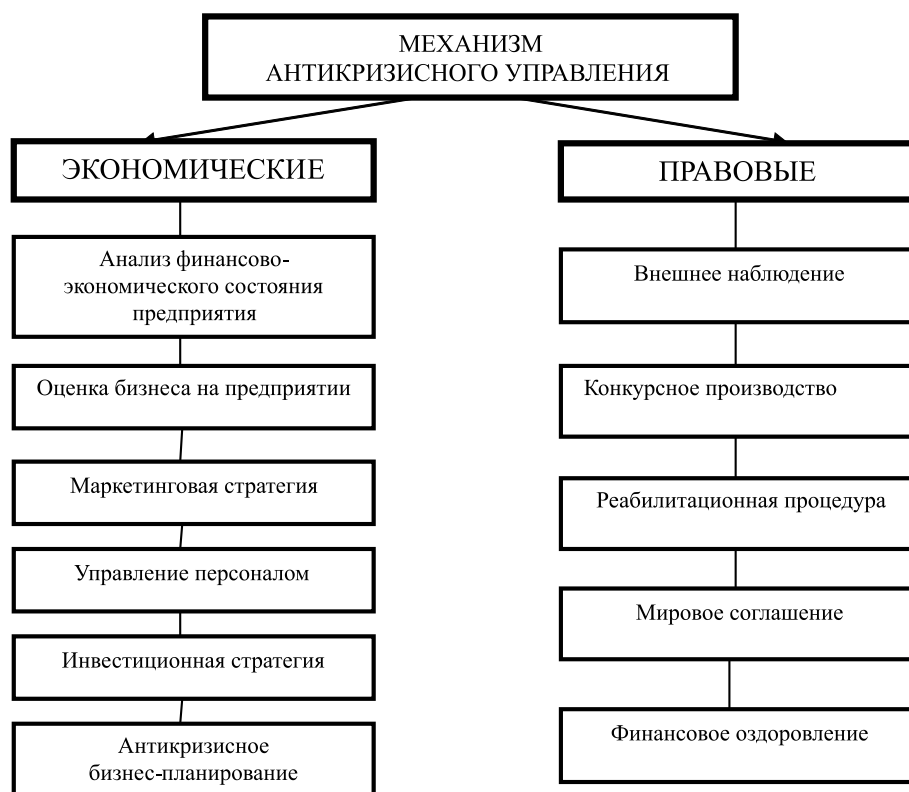 МЕХАНИЗМ
АНТИКРИЗИСНОГО УПРАВЛЕНИЯ
ЭКОНОМИЧЕСКИЕ
Анализ финансово-
экономического состояния
предприятия
Оценка бизнеса на предприятии
Маркетинговая стратегия
Управление персоналом
Инвестиционная стратегия
Антикризисное
бизнес-планирование
ПРАВОВЫЕ
Внешнее наблюдение
Конкурсное производство
Реабилитационная процедура
Мировое соглашение
Финансовое оздоровление